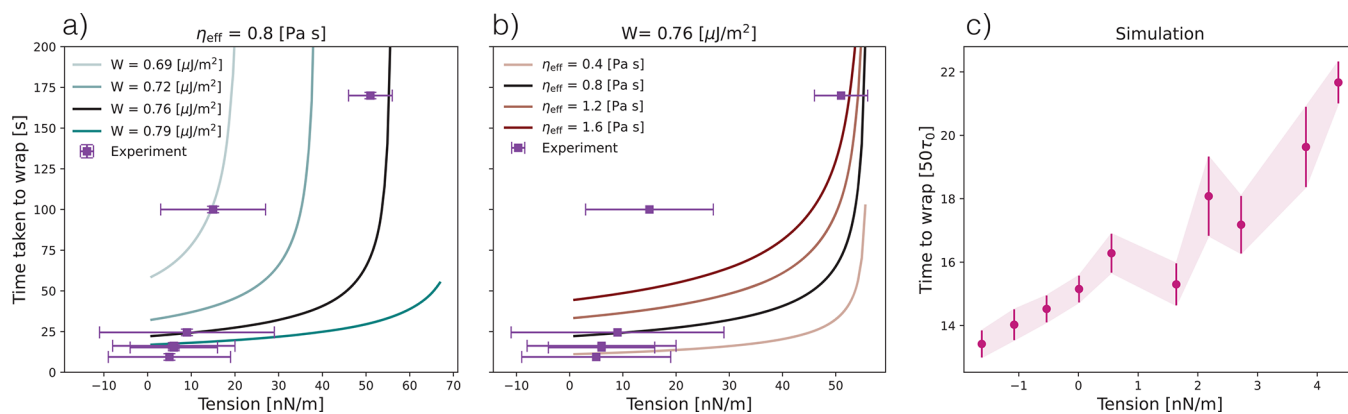 a)
η_eff = 0.8 [Pa s]
Time taken to wrap [s]
200
175
150
125
100
75
50
25
0
W = 0.69 [μJ/m²]
W = 0.72 [μJ/m²]
W = 0.76 [μJ/m²]
W = 0.79 [μJ/m²]
Experiment
−10 0 10 20 30 40 50 60 70
Tension [nN/m]
b)
W= 0.76 [μJ/m²]
η_eff = 0.4 [Pa s]
η_eff = 0.8 [Pa s]
η_eff = 1.2 [Pa s]
η_eff = 1.6 [Pa s]
Experiment
−10 0 10 20 30 40 50
Tension [nN/m]
c)
Simulation
Time to wrap [50τ₀]
22
20
18
16
14
−1 0 1 2 3 4
Tension [nN/m]